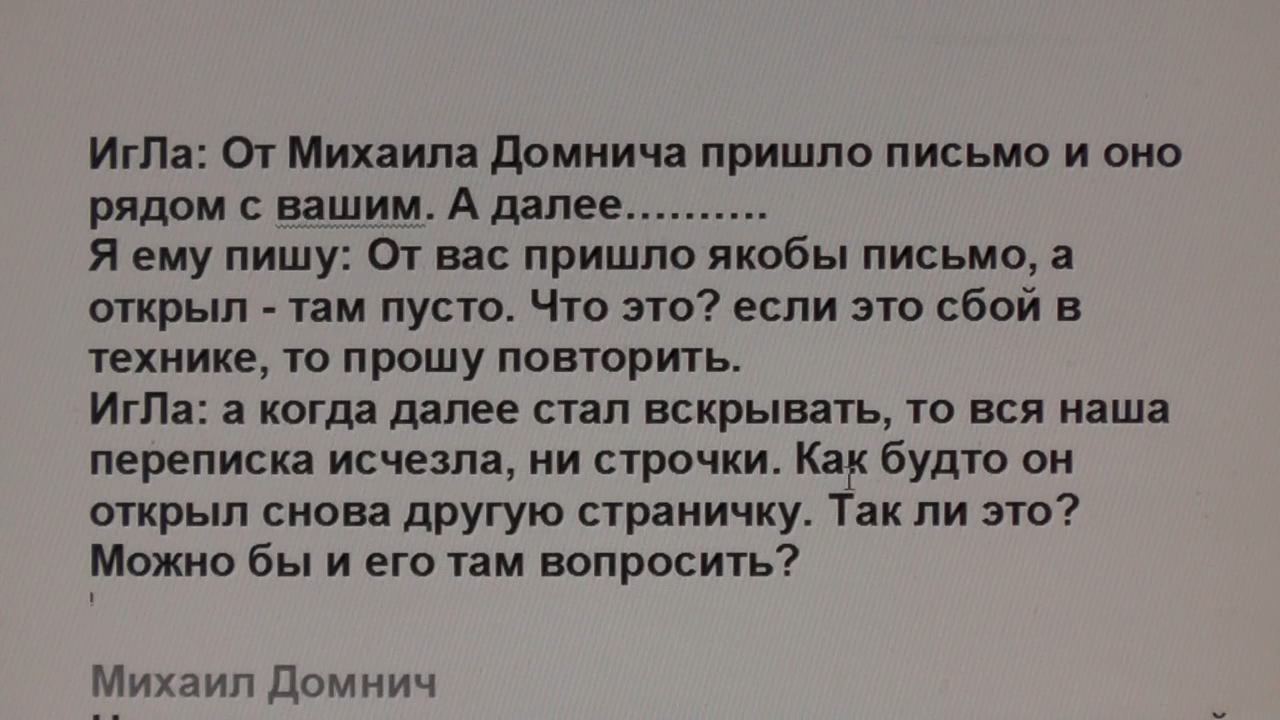 ИгЛа: От Михаила Домнича пришло письмо и оно
рядом с вашим. А далее..........
Я ему пишу: От вас пришло якобы письмо, а
открыл - там пусто. Что это? если это сбой в
технике, то прошу повторить.
ИгЛа: а когда далее стал вскрывать, то вся наша
переписка исчезла, ни строчки. Как будто он
открыл снова другую страничку. Так ли это?
Можно бы и его там вопросить?
!
Михаил Домнич